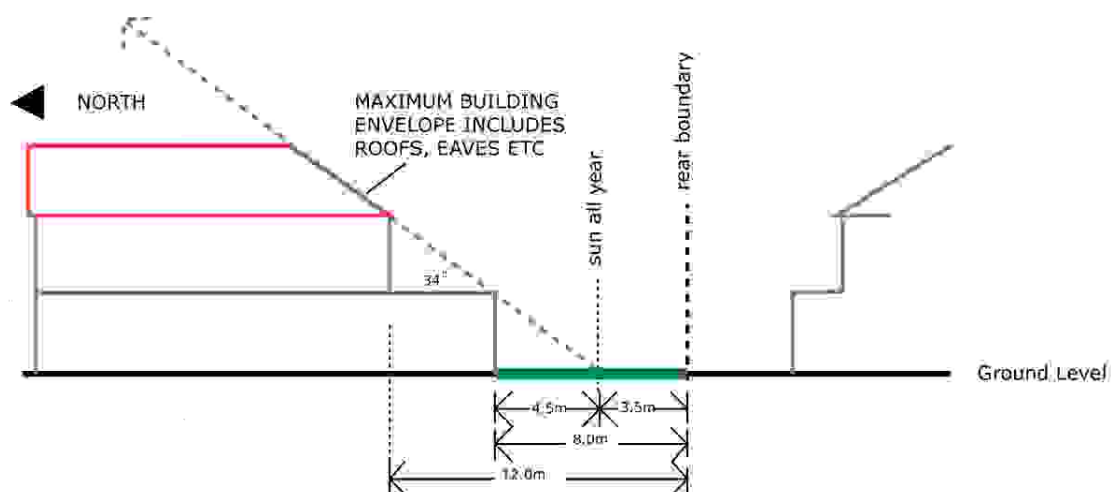 NORTH
MAXIMUM BUILDING
ENVELOPE INCLUDES
ROOFS, EAVES ETC
sun all year
rear boundary
34°
Ground Level
4.5m
3.5m
8.0m
12.0m